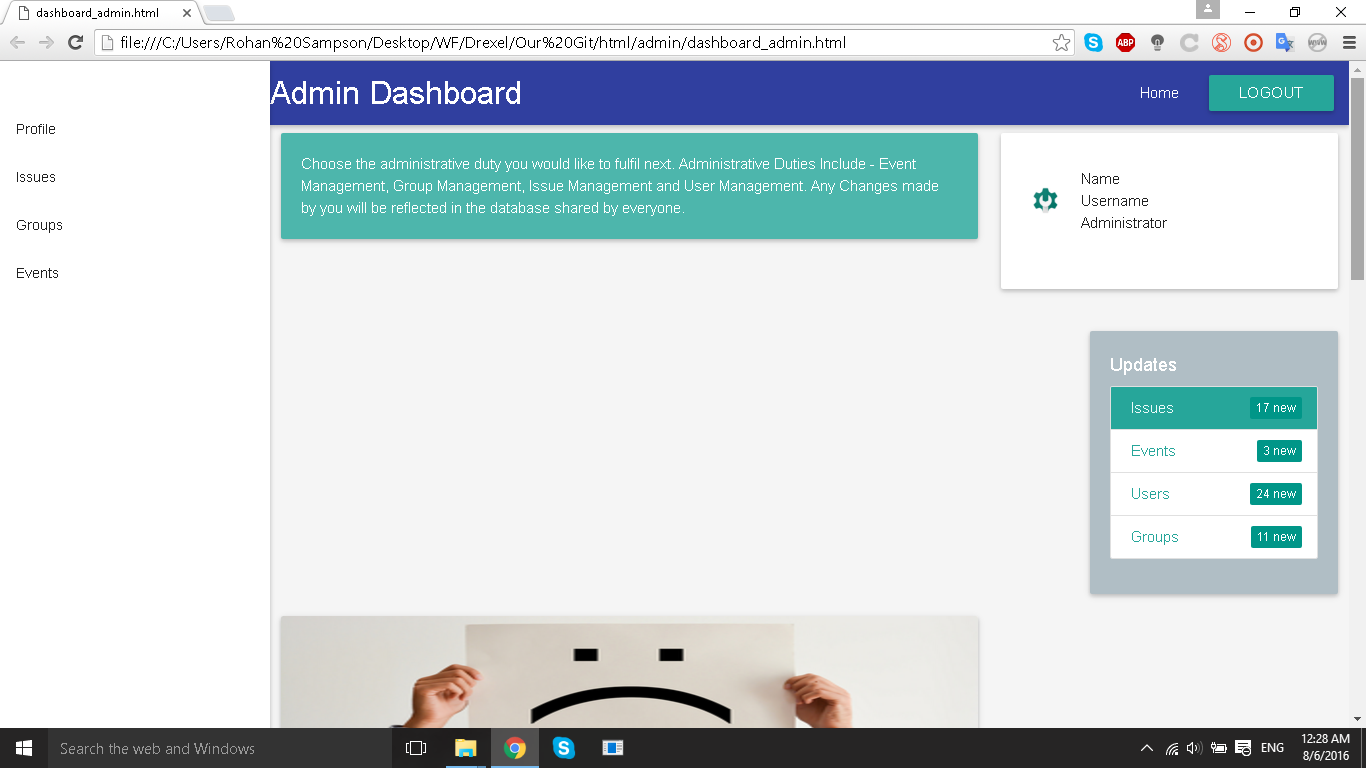 dashboard_admin.html
file:///C:/Users/Rohan%20Sampson/Desktop/WF/Drexel/Our%20Git/html/admin/dashboard_admin.html
ABP
Admin Dashboard
Home
LOGOUT
Profile
Issues
Groups
Events
Choose the administrative duty you would like to fulfil next. Administrative Duties Include - Event
Management, Group Management, Issue Management and User Management. Any Changes made
by you will be reflected in the database shared by everyone.
Name
Username
Administrator
Updates
Issues 17 new
Events 3 new
Users 24 new
Groups 11 new
Search the web and Windows
ENG
12:28 AM
8/6/2016